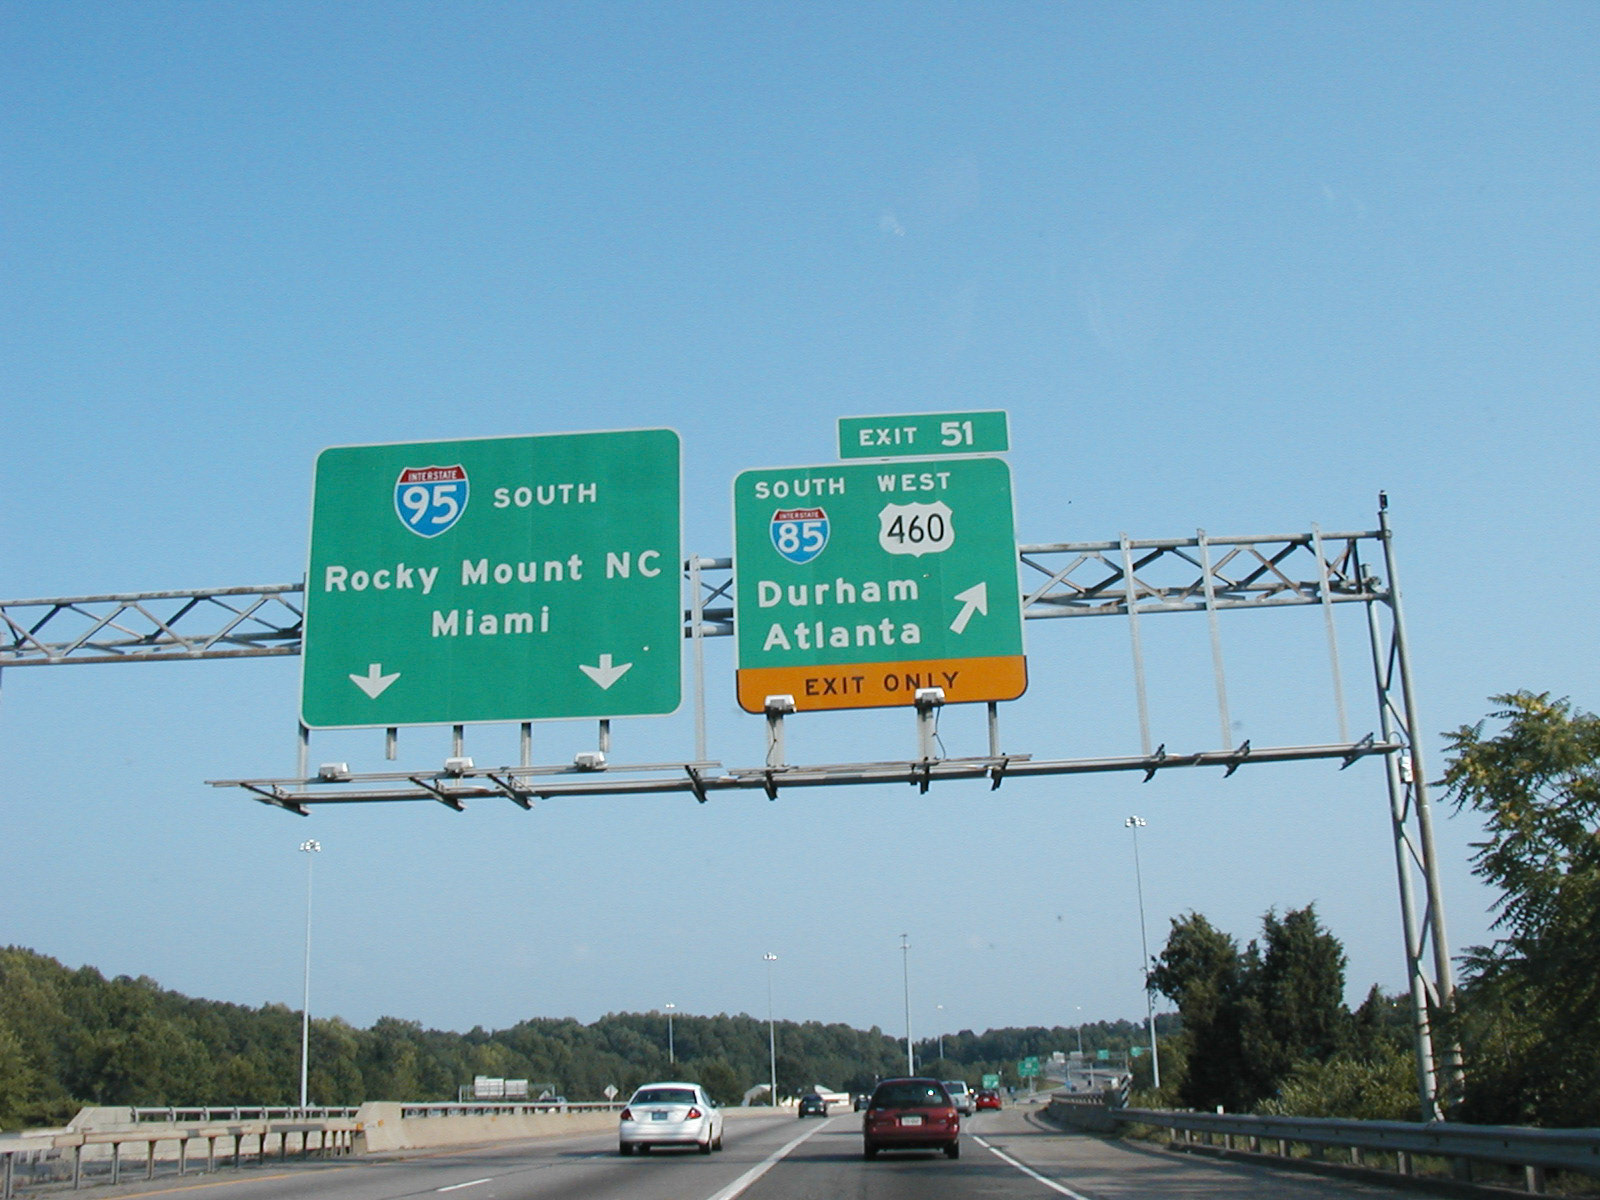 INTERSTATE
95 SOUTH
Rocky Mount NC
Miami
EXIT 51
SOUTH WEST
INTERSTATE
85 460
Durham
Atlanta
EXIT ONLY